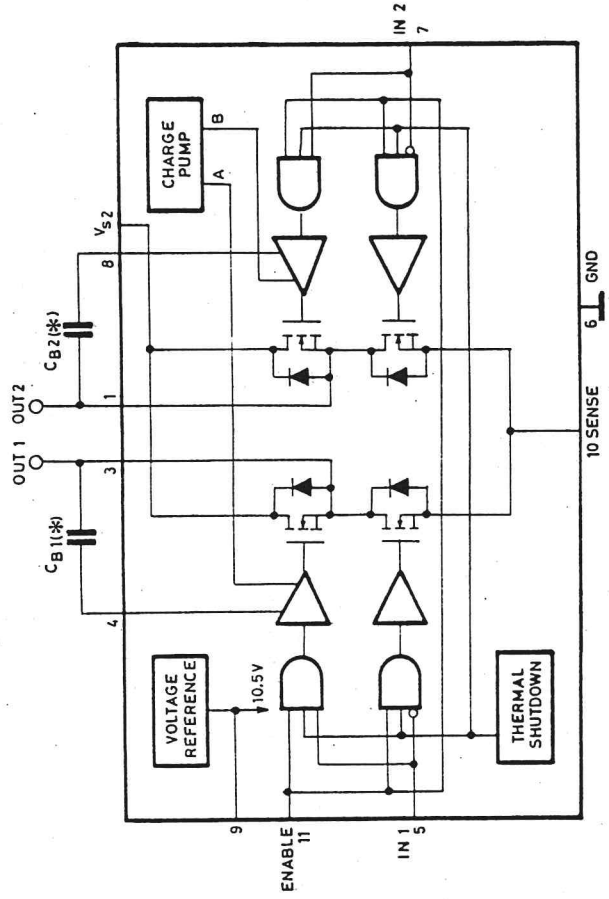 OUT 1
OUT 2
C B1(*)
C B2(*)
4
3
1
8
V s2
VOLTAGE
REFERENCE
CHARGE
PUMP
A
B
9
10,5V
ENABLE
11
IN 1
5
IN 2
7
THERMAL
SHUTDOWN
10 SENSE
6
GND